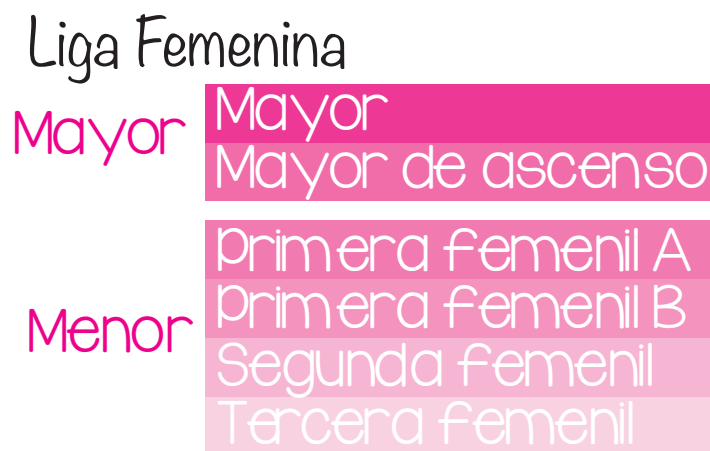 Liga Femenina
Mayor
Mayor
Mayor de ascenso
Menor
Primera femenil A
Primera femenil B
Segunda femenil
Tercera femenil